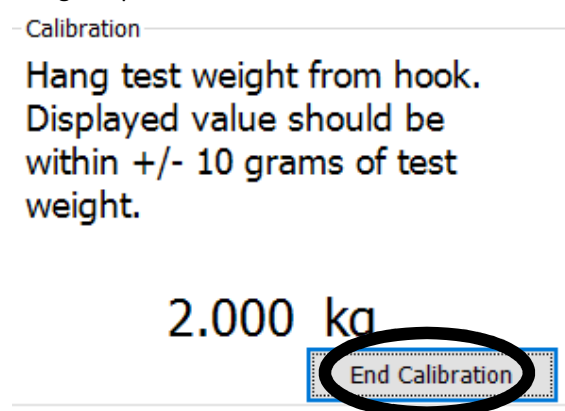 Calibration
Hang test weight from hook.
Displayed value should be
within +/- 10 grams of test
weight.
2.000 kg
End Calibration